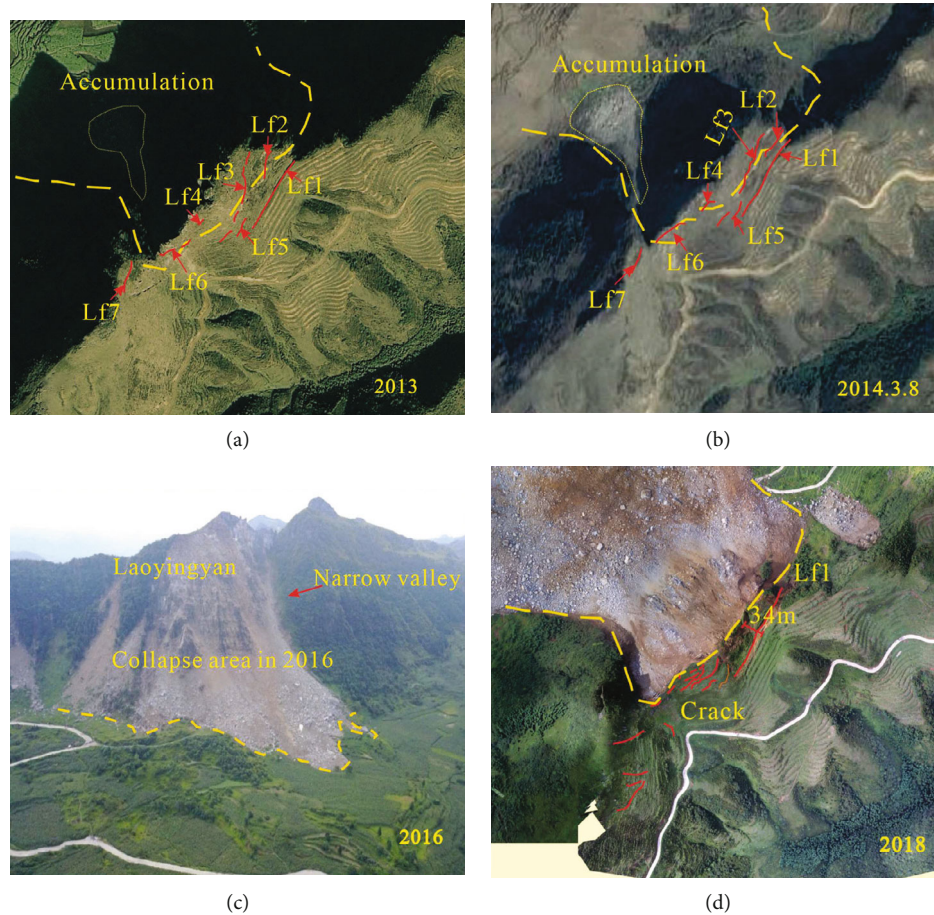 Accumulation
Lf2
Lf3
Lf1
Lf4
Lf5
Lf6
Lf7
2013
(a)
Accumulation
Lf2
Lf3
Lf1
Lf4
Lf5
Lf6
Lf7
2014.3.8
(b)
Laoyingyan
Narrow valley
Collapse area in 2016
2016
(c)
Lf1
34m
Crack
2018
(d)